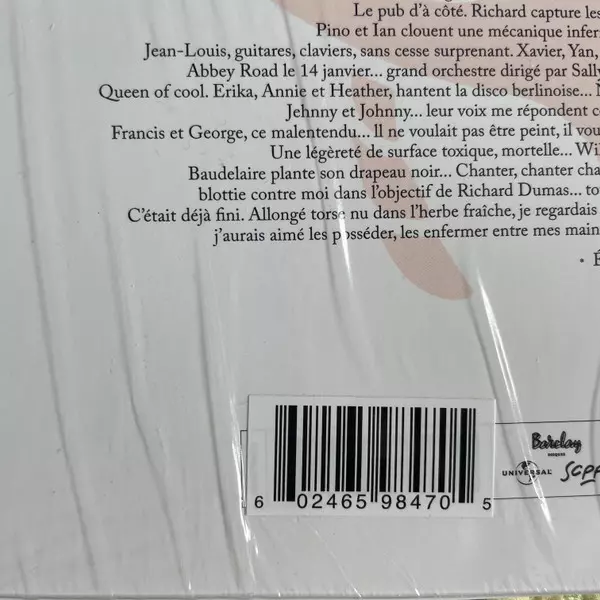 Le pub d'à côté. Richard capture les
Pino et Ian clouent une mécanique infer
Jean-Louis, guitares, claviers, sans cesse surprenant. Xavier, Yan,
Abbey Road le 14 janvier... grand orchestre dirigé par Sally
Queen of cool. Erika, Annie et Heather, hantent la disco berlinoise...
Jehnny et Johnny... leur voix me répondent c
Francis et George, ce malentendu... Il ne voulait pas être peint, il vou
Une légèreté de surface toxique, mortelle... Wil
Baudelaire plante son drapeau noir... Chanter, chanter cha
blottie contre moi dans l'objectif de Richard Dumas... to
C'était déjà fini. Allongé torse nu dans l'herbe fraîche, je regardais
j'aurais aimé les posséder, les enfermer entre mes main
• É
Barclay
UNIVERSAL
6 02465 98470 5